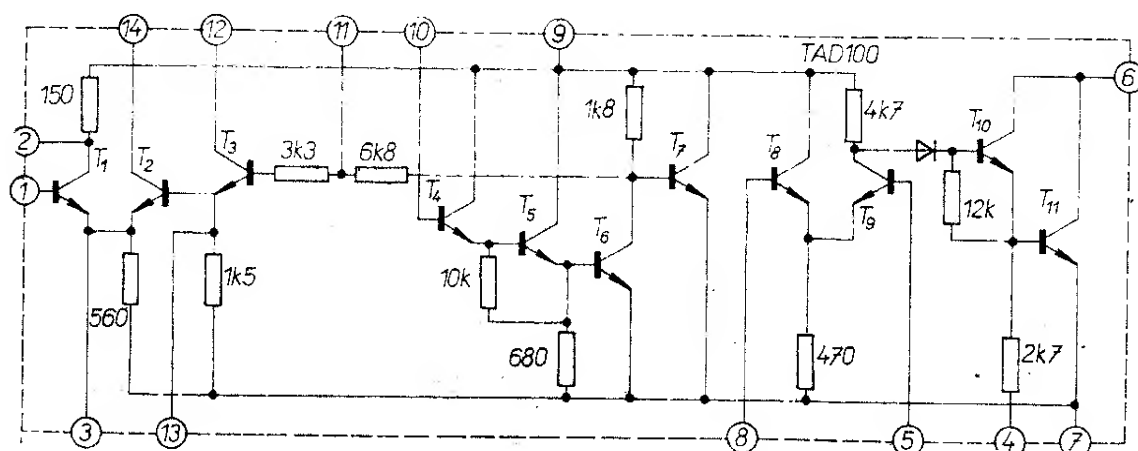 14 12 11 10 9
TAD100
150 1k8 4k7 6
2 T₁ T₂ T₃ 3k3 6k8 T₇ T₈ T₁₀
1 T₄ T₅ T₆ T₉ 12k T₁₁
560 1k5 10k
680 470 2k7
3 13 8 5 4 7